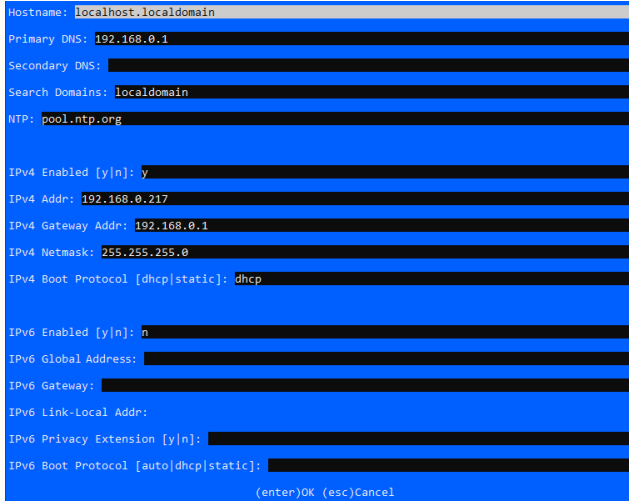 Hostname: localhost.localdomain
Primary DNS: 192.168.0.1
Secondary DNS:
Search Domains: localdomain
NTP: pool.ntp.org
IPv4 Enabled [y|n]: y
IPv4 Addr: 192.168.0.217
IPv4 Gateway Addr: 192.168.0.1
IPv4 Netmask: 255.255.255.0
IPv4 Boot Protocol [dhcp|static]: dhcp
IPv6 Enabled [y|n]: n
IPv6 Global Address:
IPv6 Gateway:
IPv6 Link-Local Addr:
IPv6 Privacy Extension [y|n]:
IPv6 Boot Protocol [auto|dhcp|static]:
(enter)OK (esc)Cancel